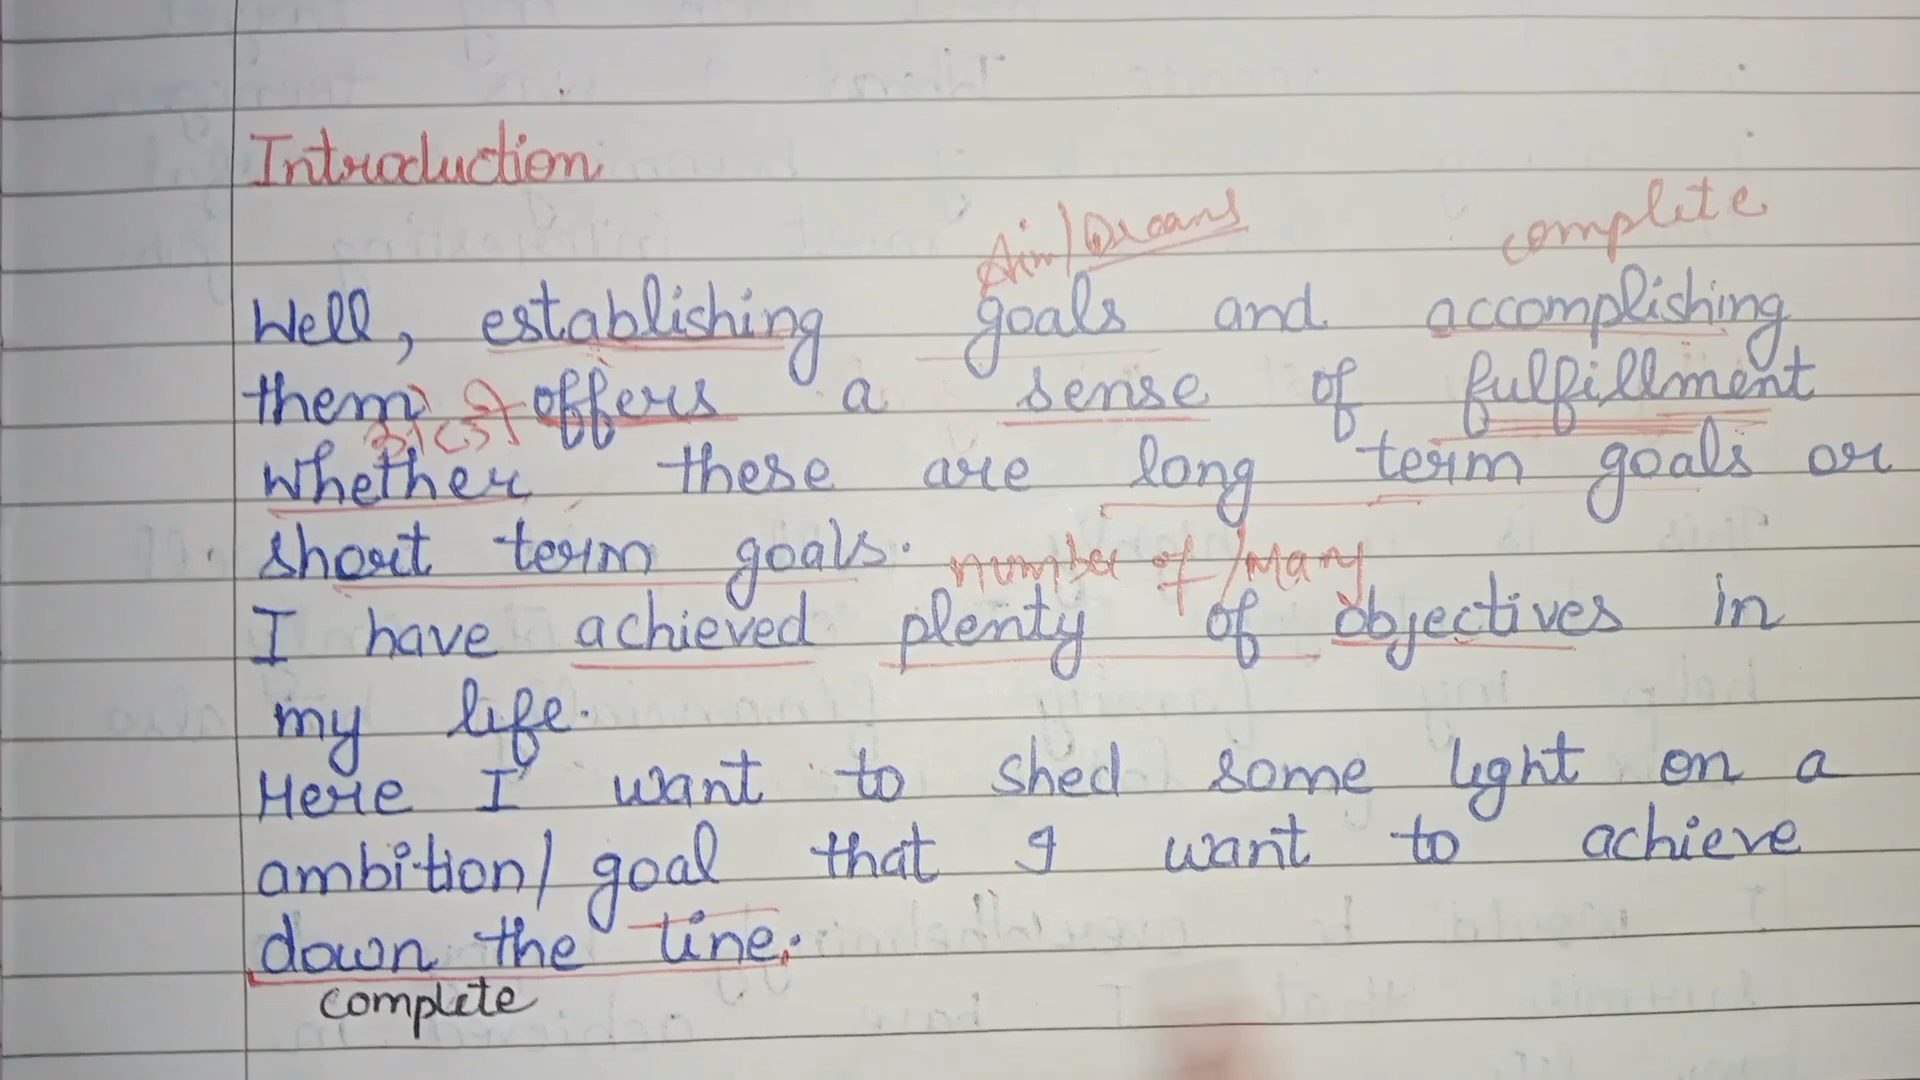 Introduction
Aim/Dreams complete
Well, establishing goals and accomplishing
them offers a sense of fulfillment
whether these are long term goals or
short term goals.
number of/Many
I have achieved plenty of objectives in
my life.
Here I want to shed some light on a
ambition/goal that I want to achieve
down the line.
complete